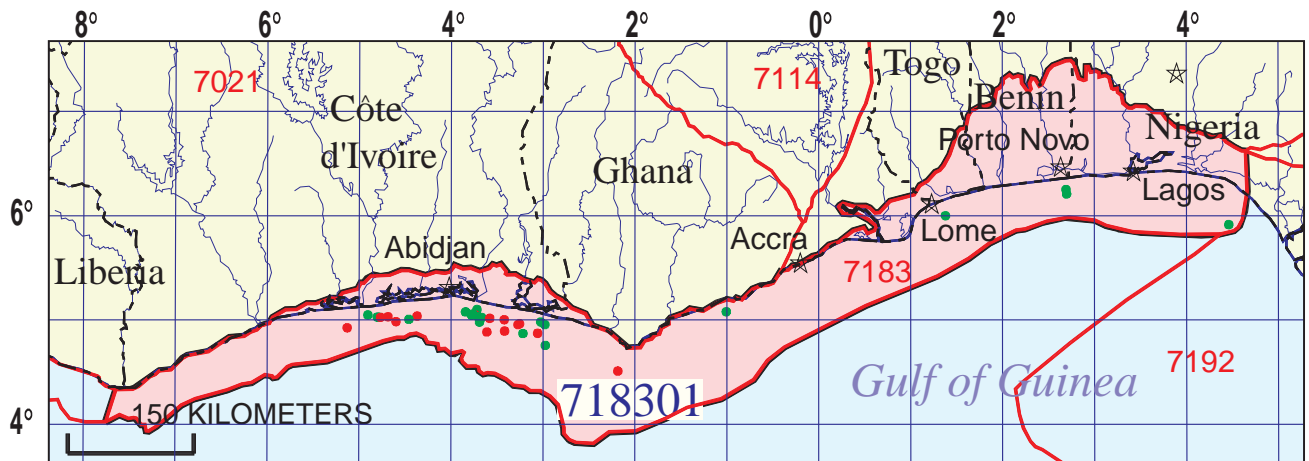 8° 6° 4° 2° 0° 2° 4°
7021
7114
Togo
Côte
d'Ivoire
Benin
Nigeria
Porto Novo
Ghana
6°
Lagos
Abidjan
Accra
Lome
Liberia
7183
7192
Gulf of Guinea
718301
150 KILOMETERS
4°